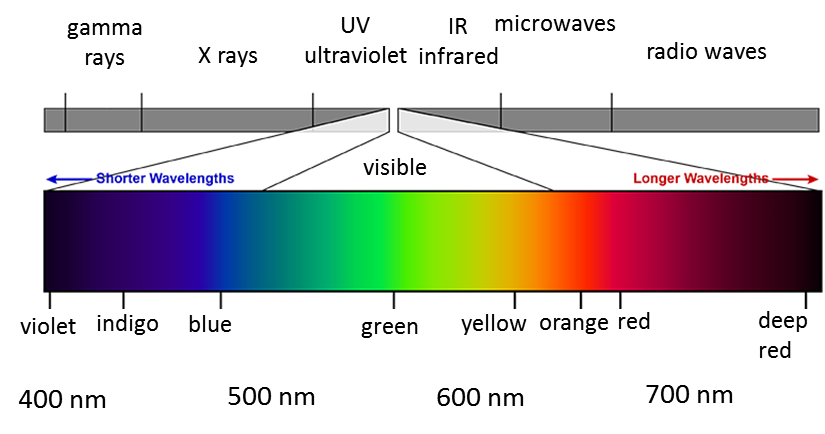 gamma
rays
X rays
UV
ultraviolet
IR
infrared
microwaves
radio waves
visible
Shorter Wavelengths
Longer Wavelengths
violet
indigo
blue
green
yellow
orange
red
deep
red
400 nm
500 nm
600 nm
700 nm